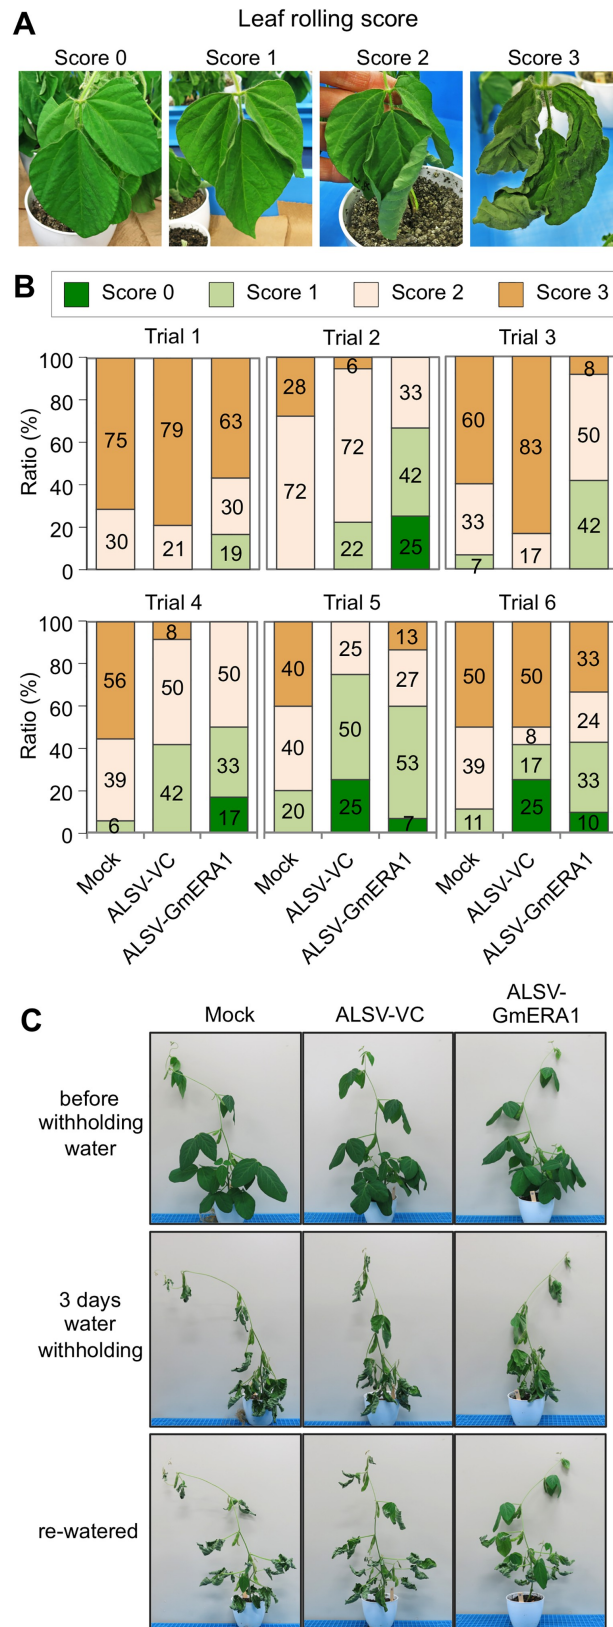 A
Leaf rolling score
Score 0 Score 1 Score 2 Score 3
B
Score 0 Score 1 Score 2 Score 3
Trial 1 Trial 2 Trial 3
Ratio (%)
100
80
60
40
20
0
75 79 63
30 21 30
19
28 6 33
72 72 42
22 25
60 83 8
33 17 50
7 42
Trial 4 Trial 5 Trial 6
Ratio (%)
100
80
60
40
20
0
56 8 50
39 50 33
6 42 17
40 25 13
40 50 27
20 25 53
7
50 50 33
39 8 24
11 17 33
25 10
Mock ALSV-VC ALSV-GmERA1 Mock ALSV-VC ALSV-GmERA1 Mock ALSV-VC ALSV-GmERA1
C
Mock ALSV-VC ALSV-
GmERA1
before
withholding
water
3 days
water
withholding
re-watered